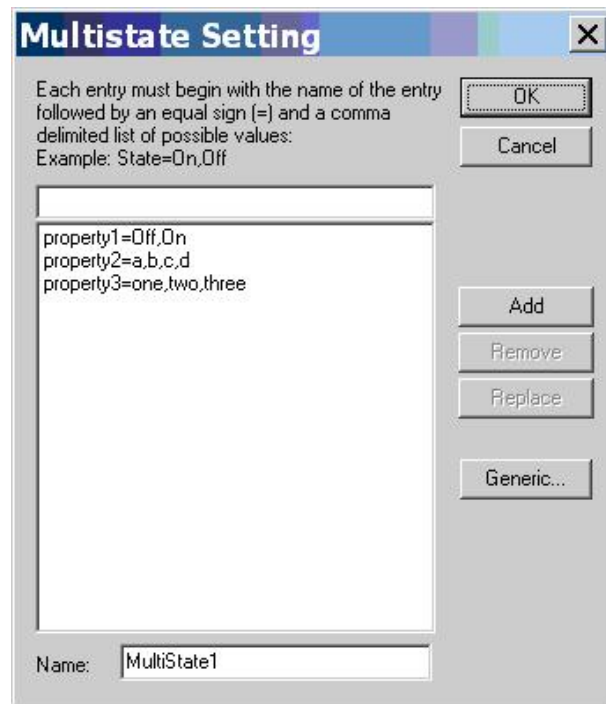 Multistate Setting
Each entry must begin with the name of the entry
followed by an equal sign (=) and a comma
delimited list of possible values:
Example: State=On,Off
OK
Cancel
property1=Off,On
property2=a,b,c,d
property3=one,two,three
Add
Remove
Replace
Generic...
Name: MultiState1